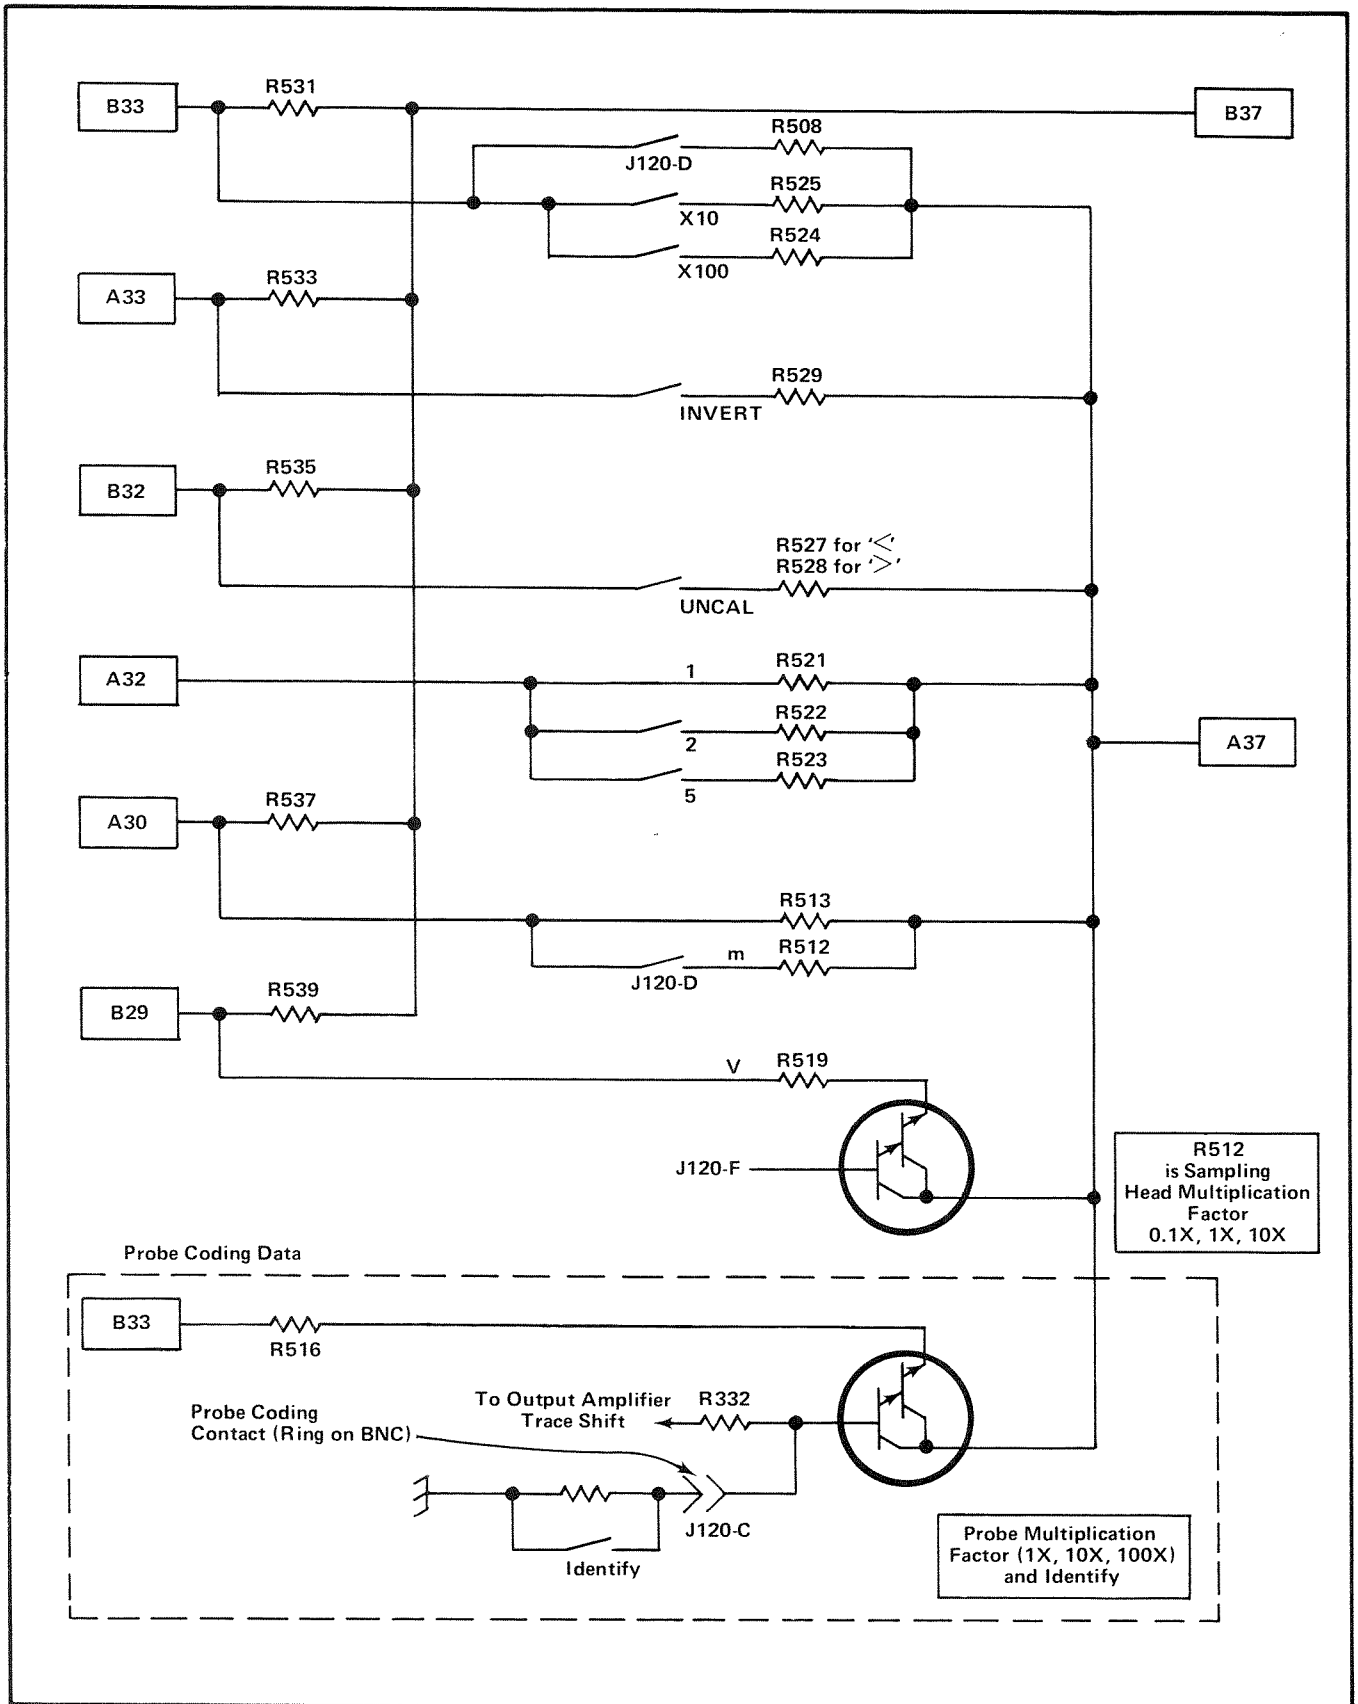 R531
B33
B37
R508
J120-D
R525
X10
R524
X100
R533
A33
R529
INVERT
R535
B32
R527 for '<'
R528 for '>'
UNCAL
A32
1
R521
R522
2
A37
R523
5
R537
A30
R513
m
R512
J120-D
R539
B29
V
R519
J120-F
R512
is Sampling
Head Multiplication
Factor
0.1X, 1X, 10X
Probe Coding Data
B33
R516
To Output Amplifier
Trace Shift
R332
Probe Coding
Contact (Ring on BNC)
J120-C
Identify
Probe Multiplication
Factor (1X, 10X, 100X)
and Identify